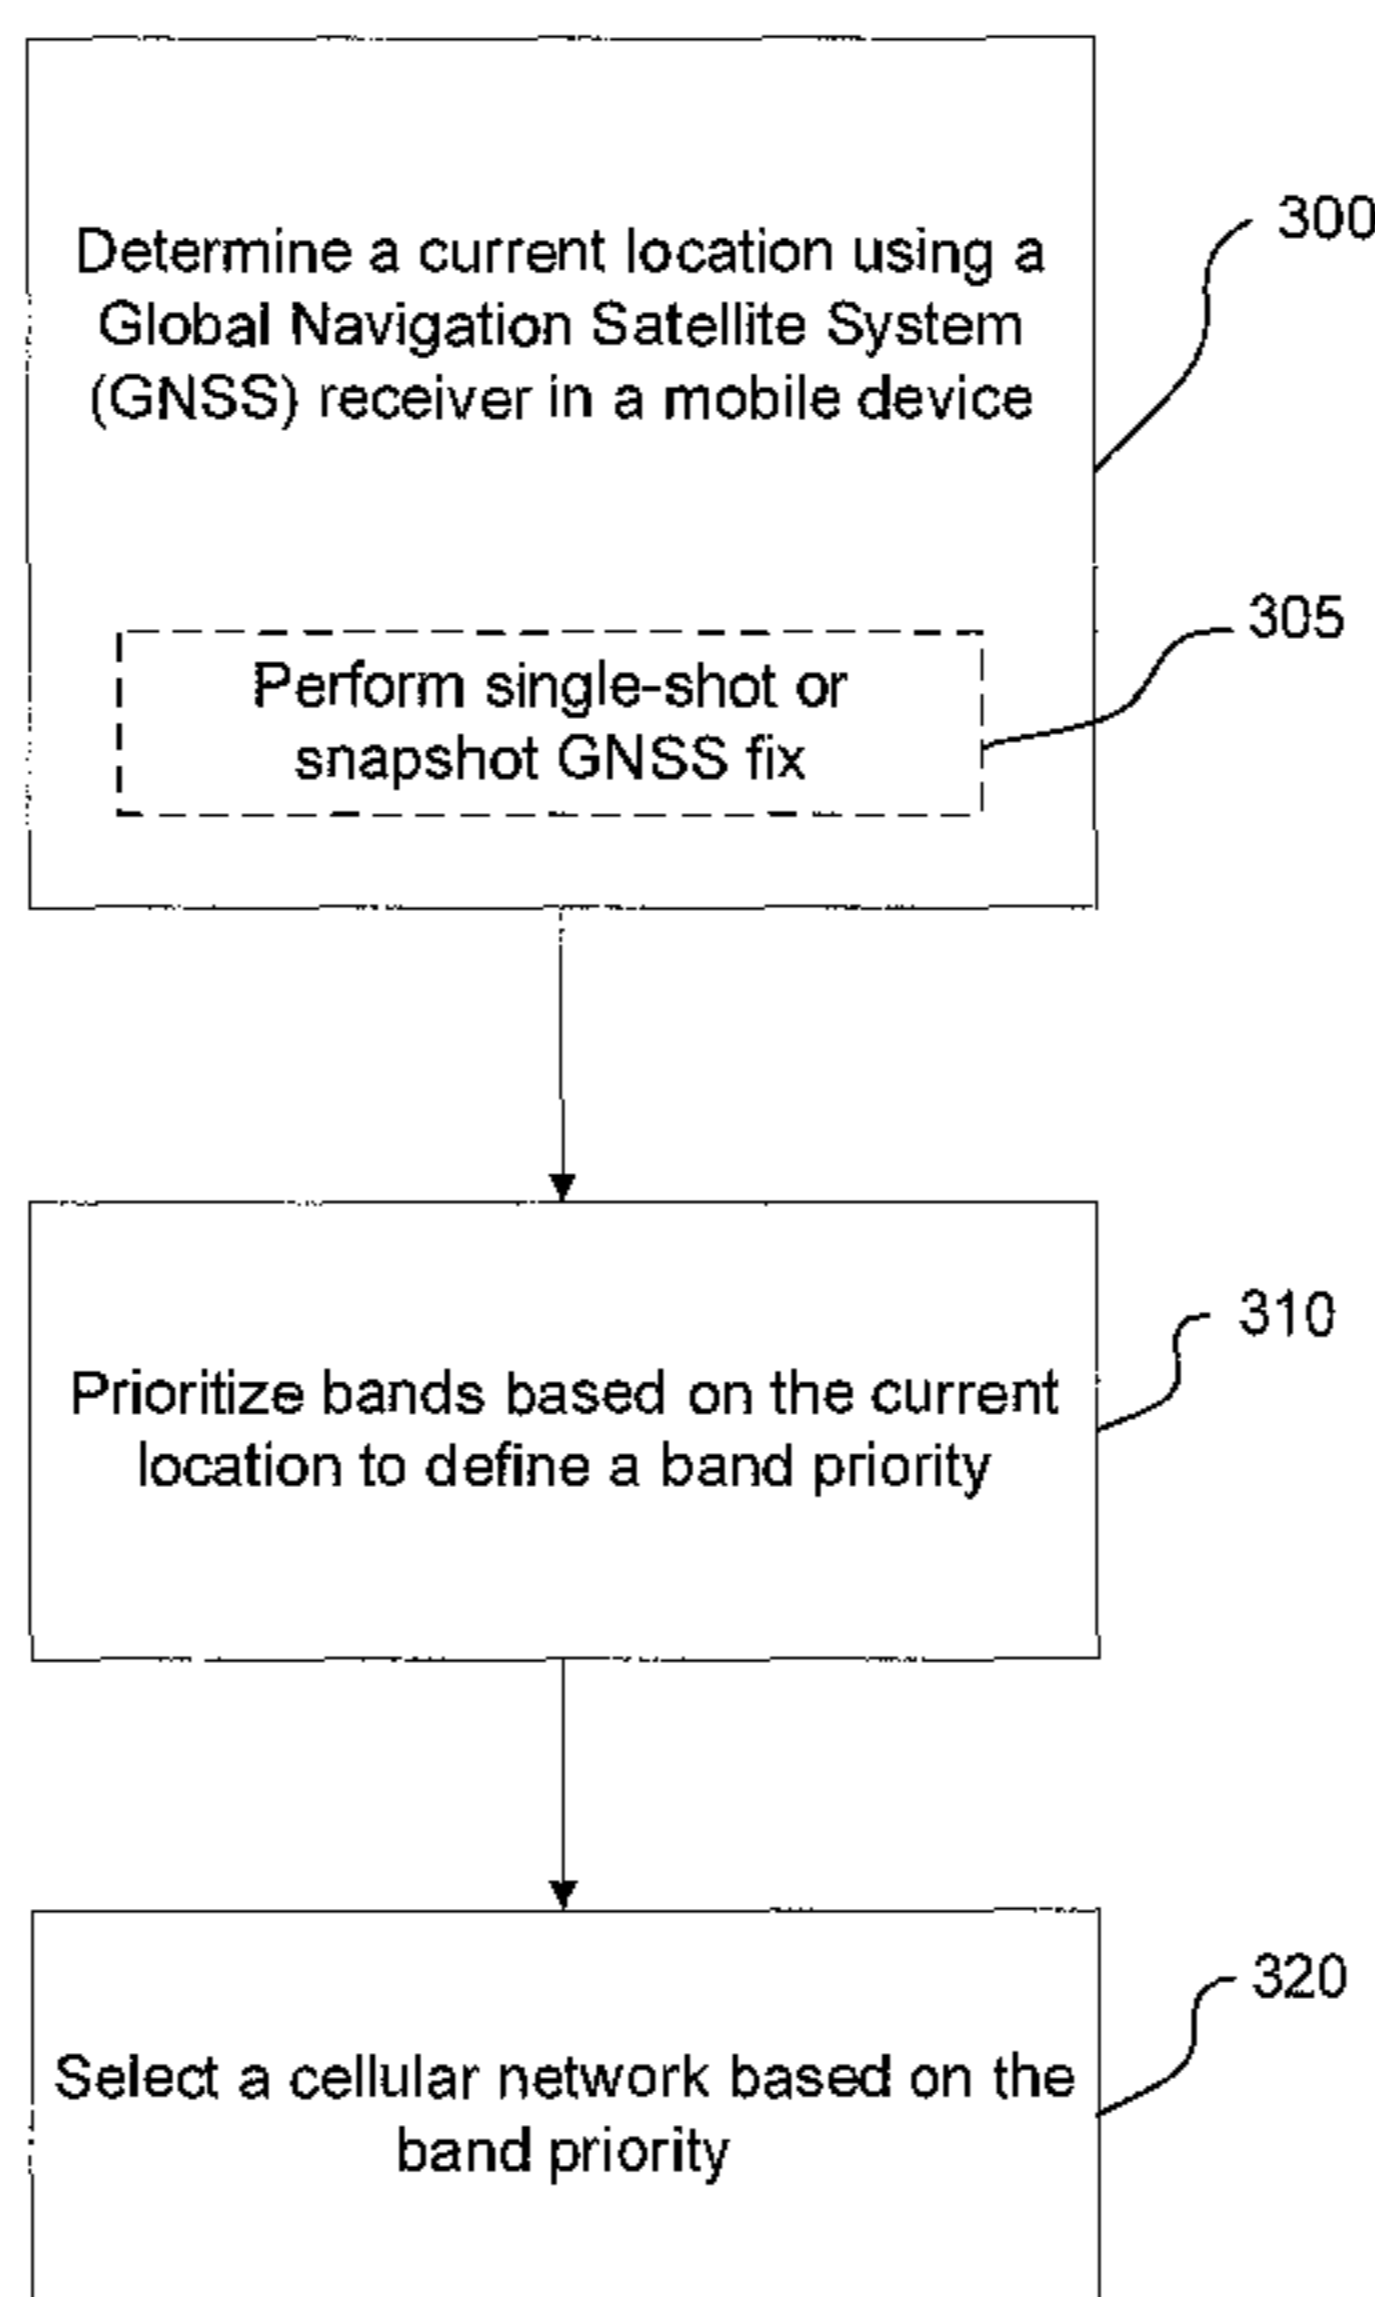 Determine a current location using a
Global Navigation Satellite System
(GNSS) receiver in a mobile device
300
Perform single-shot or
snapshot GNSS fix
305
Prioritize bands based on the current
location to define a band priority
310
Select a cellular network based on the
band priority
320